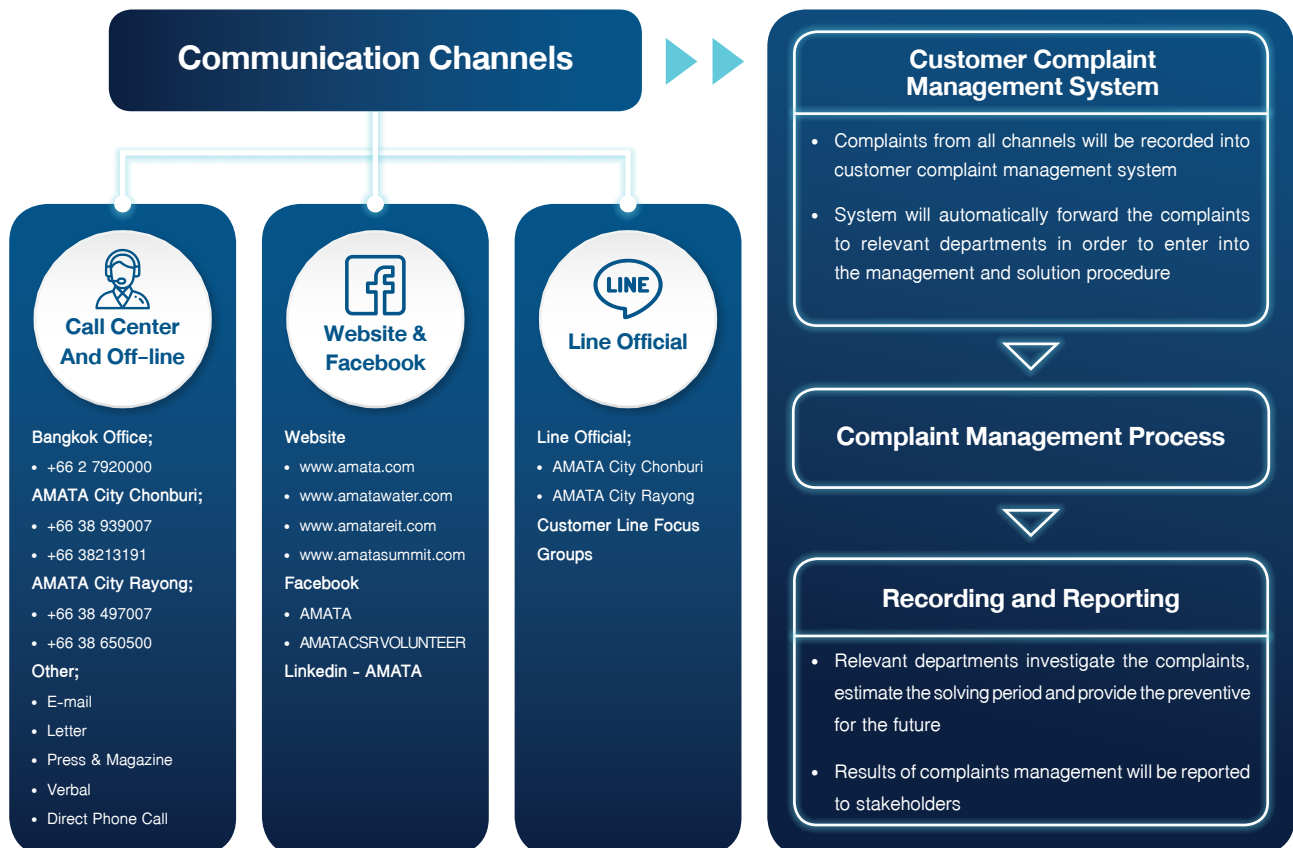 Communication Channels
Call Center
And Off-line
Bangkok Office;
• +66 2 7920000
AMATA City Chonburi;
• +66 38 939007
• +66 38213191
AMATA City Rayong;
• +66 38 497007
• +66 38 650500
Other;
• E-mail
• Letter
• Press & Magazine
• Verbal
• Direct Phone Call
Website &
Facebook
Website
• www.amata.com
• www.amatawater.com
• www.amatareit.com
• www.amatasummit.com
Facebook
• AMATA
• AMATACSRVOLUNTEER
Linkedin - AMATA
LINE
Line Official
Line Official;
• AMATA City Chonburi
• AMATA City Rayong
Customer Line Focus
Groups
Customer Complaint
Management System
• Complaints from all channels will be recorded into
customer complaint management system
• System will automatically forward the complaints
to relevant departments in order to enter into
the management and solution procedure
Complaint Management Process
Recording and Reporting
• Relevant departments investigate the complaints,
estimate the solving period and provide the preventive
for the future
• Results of complaints management will be reported
to stakeholders